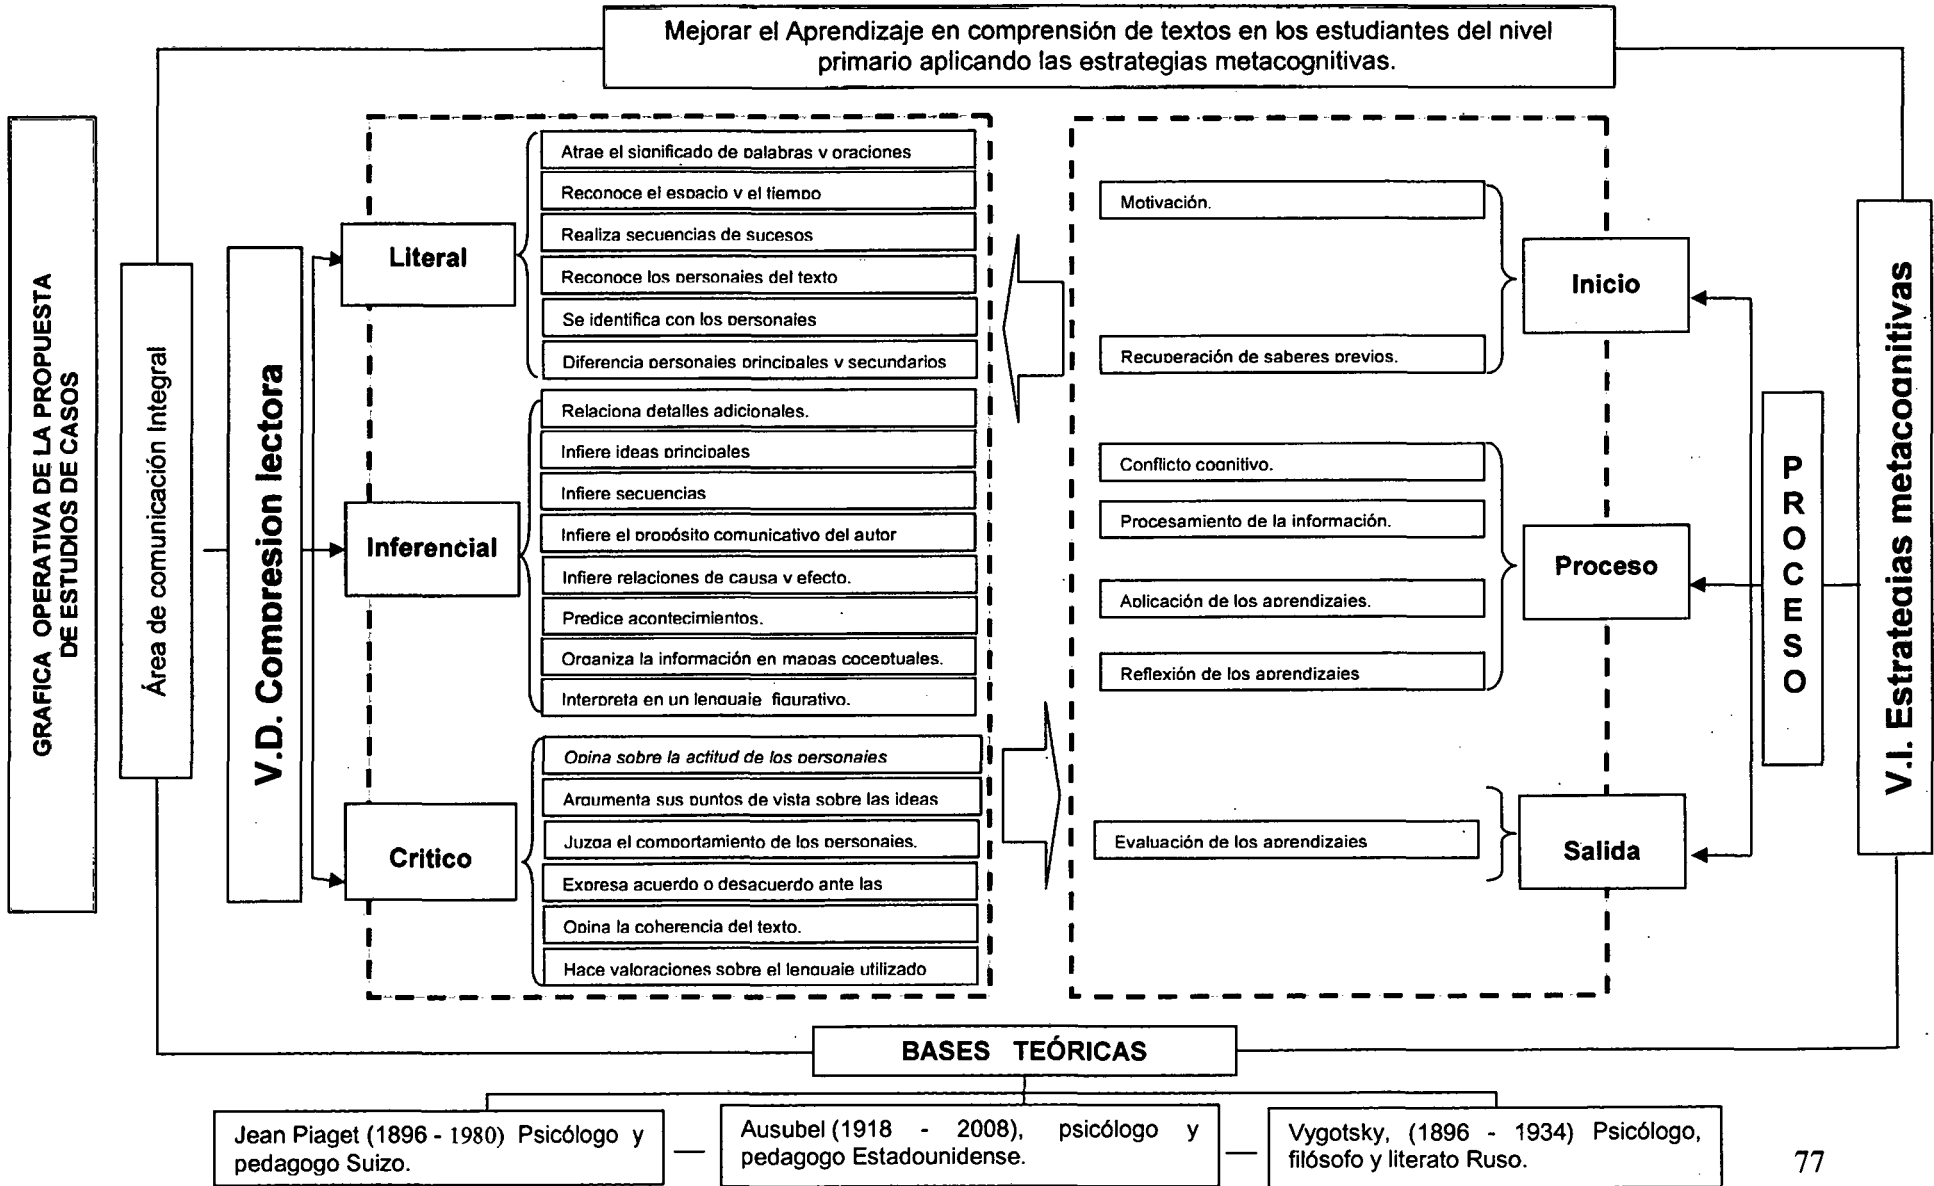 Mejorar el Aprendizaje en comprensión de textos en los estudiantes del nivel
primario aplicando las estrategias metacognitivas.
GRAFICA OPERATIVA DE LA PROPUESTA
DE ESTUDIOS DE CASOS
Área de comunicación Integral
V.D. Compresion lectora
Literal
Atrae el significado de palabras y oraciones
Reconoce el espacio y el tiempo
Realiza secuencias de sucesos
Reconoce los personajes del texto
Se identifica con los personajes
Diferencia personajes principales y secundarios
Inferencial
Relaciona detalles adicionales.
Infiere ideas principales
Infiere secuencias
Infiere el propósito comunicativo del autor
Infiere relaciones de causa y efecto.
Predice acontecimientos.
Organiza la información en mapas coceptuales.
Interpreta en un lenguaje figurativo.
Critico
Opina sobre la actitud de los personajes
Argumenta sus puntos de vista sobre las ideas
Juzga el comportamiento de los personajes.
Expresa acuerdo o desacuerdo ante las
Opina la coherencia del texto.
Hace valoraciones sobre el lenguaje utilizado
Motivación.
Recuperación de saberes previos.
Inicio
Conflicto cognitivo.
Procesamiento de la información.
Aplicación de los aprendizajes.
Reflexión de los aprendizajes
Proceso
Evaluación de los aprendizajes
Salida
PROCESO
V.I. Estrategias metacognitivas
BASES TEÓRICAS
Jean Piaget (1896 - 1980) Psicólogo y
pedagogo Suizo.
Ausubel (1918 - 2008), psicólogo y
pedagogo Estadounidense.
Vygotsky, (1896 - 1934) Psicólogo,
filósofo y literato Ruso.
77